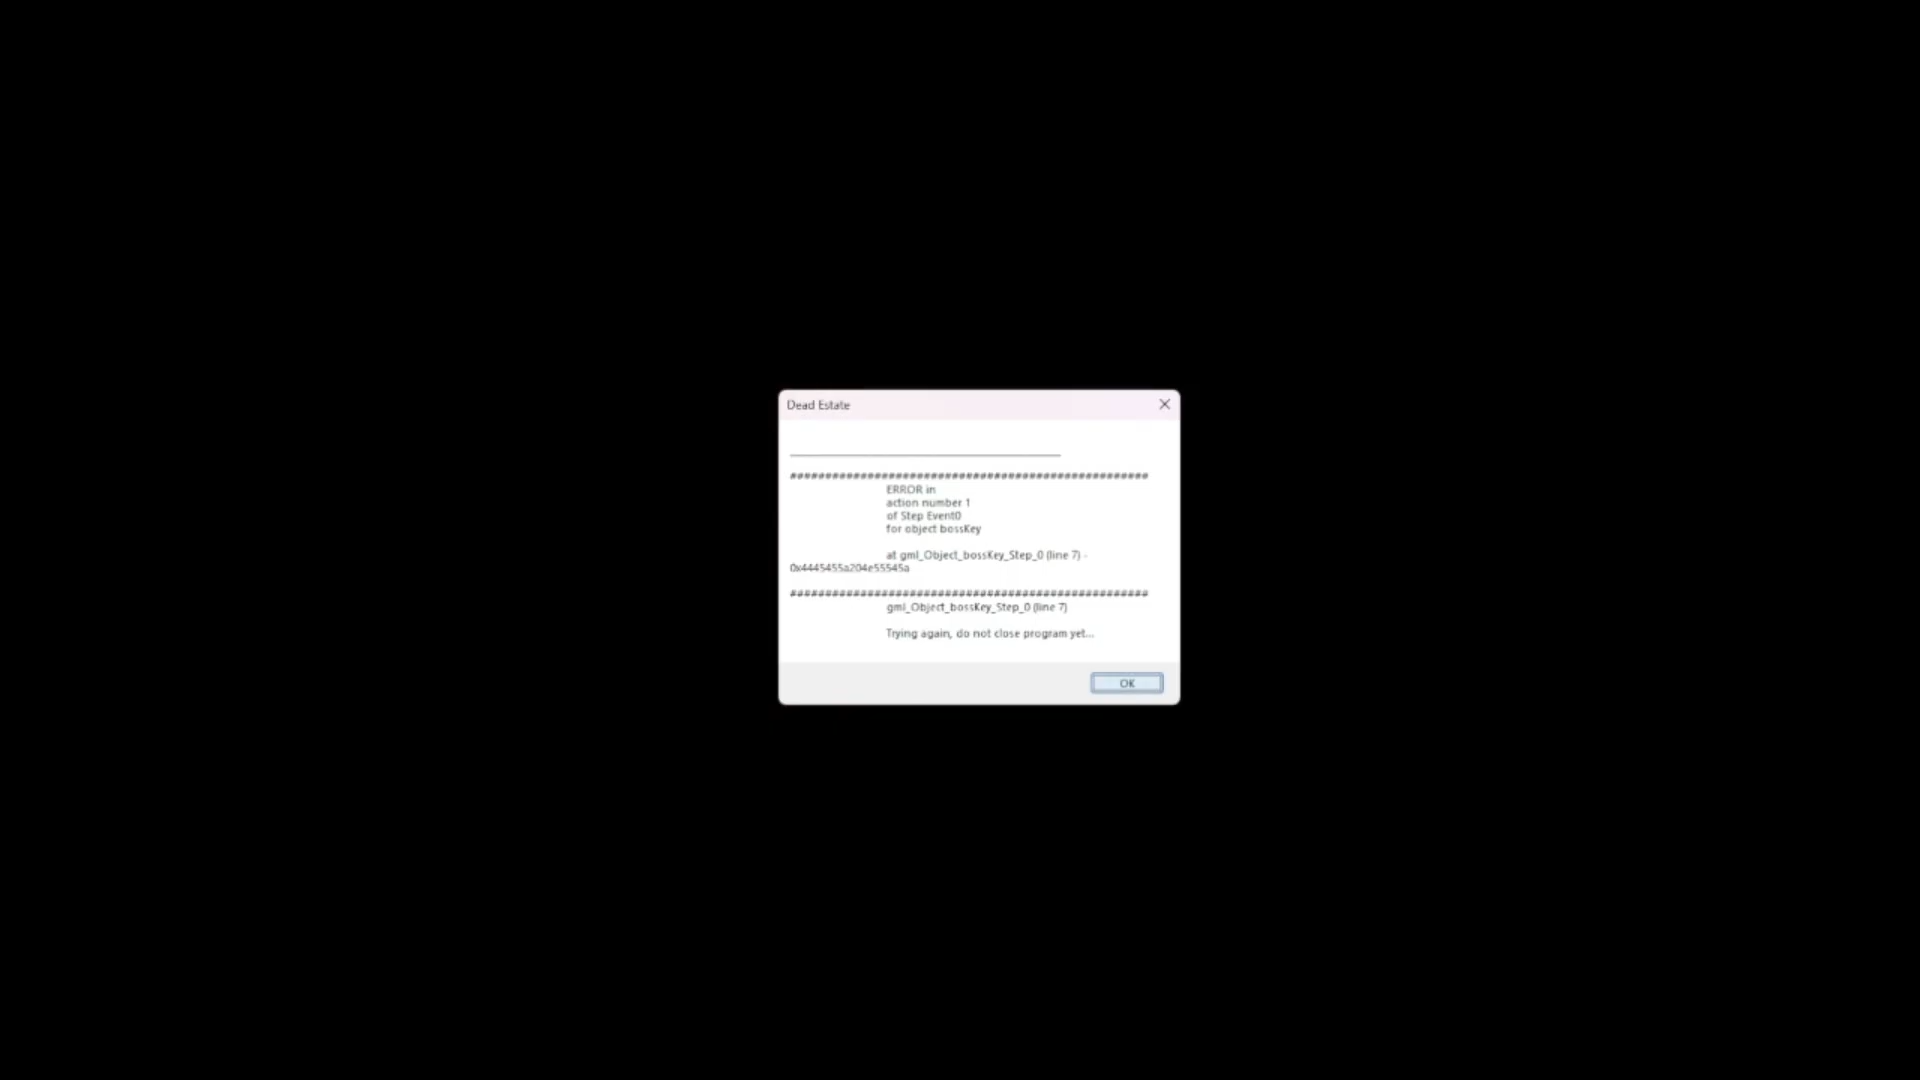 Dead Estate
___________________________________________
###################################################
ERROR in
action number 1
of Step Event0
for object bossKey
at gml_Object_bossKey_Step_0 (line 7) -
0x4445455a204e55545a
###################################################
gml_Object_bossKey_Step_0 (line 7)
Trying again, do not close program yet...
OK